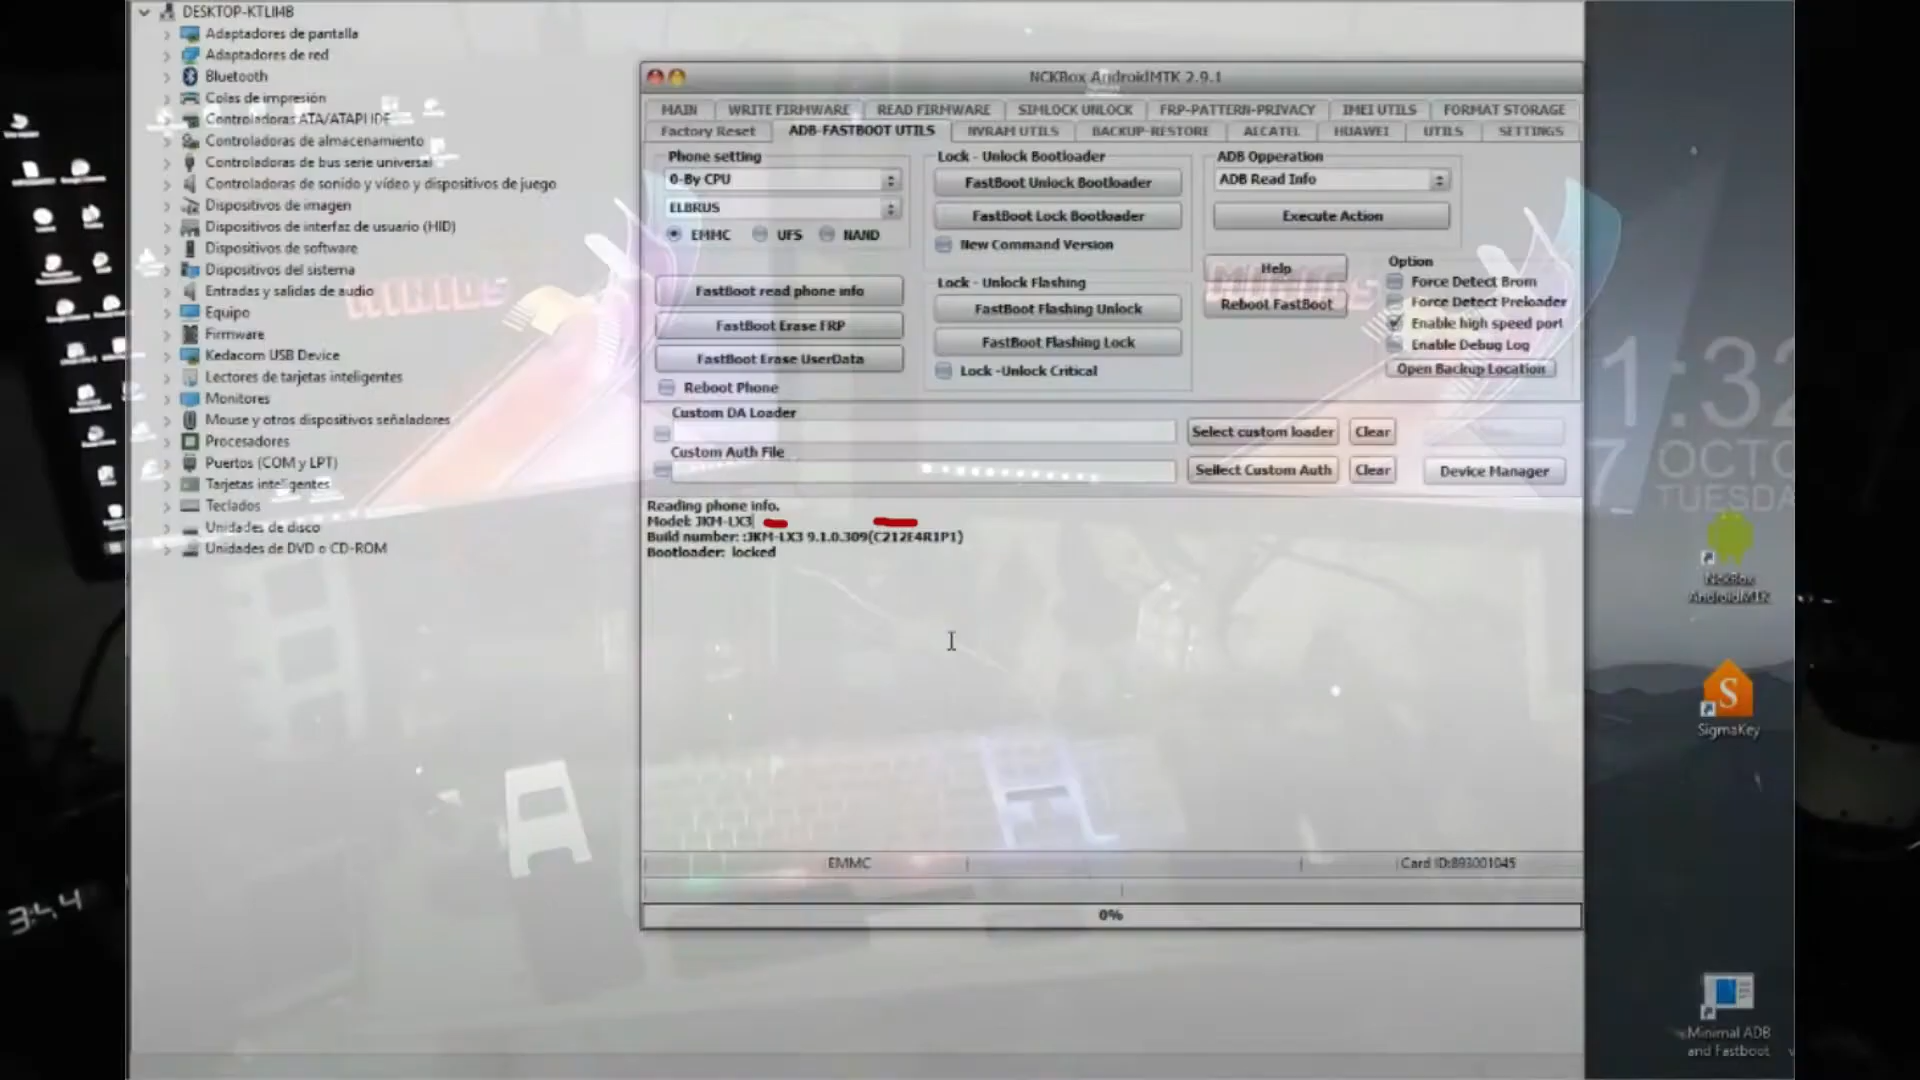 DESKTOP-KTLIM8
Adaptadores de pantalla
Adaptadores de red
Bluetooth
Colas de impresión
Controladoras ATA/ATAPI IDE
Controladoras de almacenamiento
Controladoras de bus serie universal
Controladoras de sonido y vídeo y dispositivos de juego
Dispositivos de imagen
Dispositivos de interfaz de usuario (HID)
Dispositivos de software
Dispositivos del sistema
Entradas y salidas de audio
Equipo
Firmware
Kedacom USB Device
Lectores de tarjetas inteligentes
Monitores
Mouse y otros dispositivos señaladores
Procesadores
Puertos (COM y LPT)
Tarjetas inteligentes
Teclados
Unidades de disco
Unidades de DVD o CD-ROM
NCKBox AndroidMTK 2.9.1
MAIN WRITE FIRMWARE READ FIRMWARE SIMLOCK UNLOCK FRP-PATTERN-PRIVACY IMEI UTILS FORMAT STORAGE
Factory Reset ADB-FASTBOOT UTILS NVRAM UTILS BACKUP-RESTORE ALCATEL HUAWEI UTILS SETTINGS
Phone setting
0-By CPU
ELBRUS
EMMC UFS NAND
FastBoot read phone info
FastBoot Erase FRP
FastBoot Erase UserData
Reboot Phone
Lock - Unlock Bootloader
FastBoot Unlock Bootloader
FastBoot Lock Bootloader
New Command Version
Lock - Unlock Flashing
FastBoot Flashing Unlock
FastBoot Flashing Lock
Lock -Unlock Critical
ADB Opperation
ADB Read Info
Execute Action
Help
Reboot FastBoot
Option
Force Detect Brom
Force Detect Preloader
Enable high speed port
Enable Debug Log
Open Backup Location
Custom DA Loader
Select custom loader Clear
Custom Auth File
Sellect Custom Auth Clear
Device Manager
Reading phone info.
Model: JKM-LX3
Build number: :JKM-LX3 9.1.0.309(C212E4R1P1)
Bootloader: locked
EMMC Card ID:893001045
0%
1:32
7 OCTO
TUESDA
NckBox
AndroidMTK
SigmaKey
Minimal ADB
and Fastboot
3:44